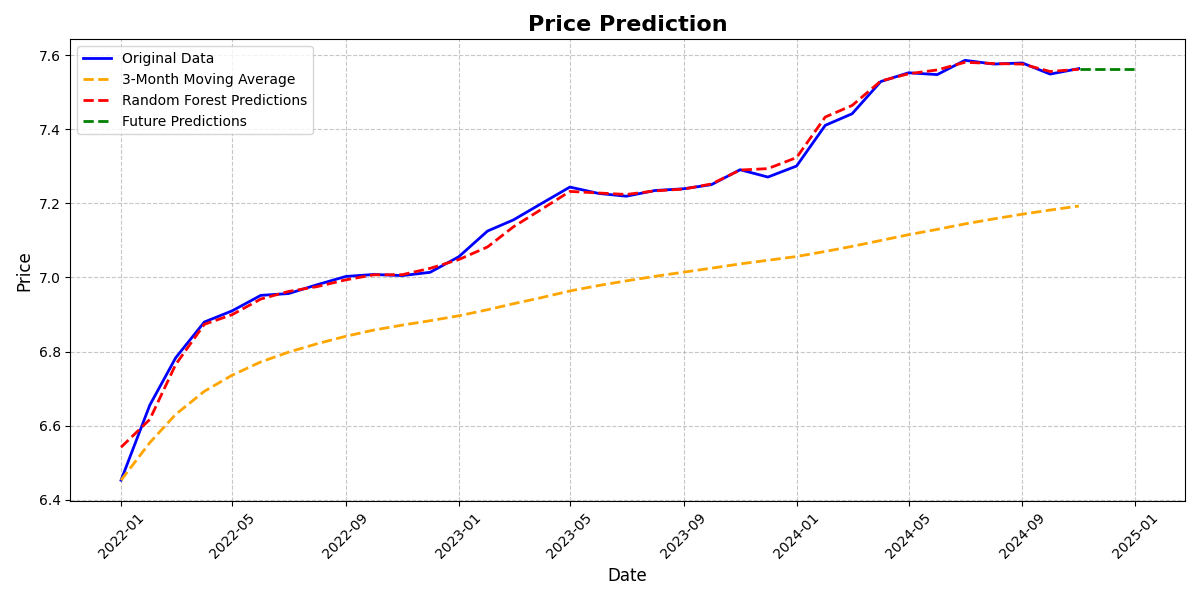 Price Prediction
Original Data
3-Month Moving Average
Random Forest Predictions
Future Predictions
7.6
7.4
7.2
7.0
6.8
6.6
6.4
Price
2022-01
2022-05
2022-09
2023-01
2023-05
2023-09
2024-01
2024-05
2024-09
2025-01
Date